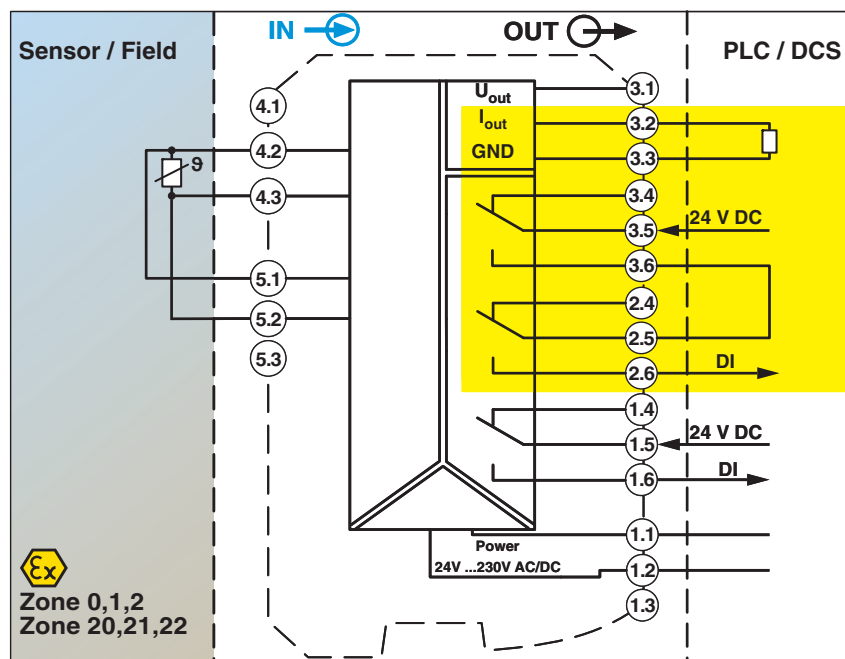 IN
OUT
Sensor / Field
PLC / DCS
4.1
4.2
4.3
5.1
5.2
5.3
ϑ
Uout
Iout
GND
3.1
3.2
3.3
3.4
3.5
24 V DC
3.6
2.4
2.5
2.6
DI
1.4
1.5
24 V DC
1.6
DI
1.1
Power
24V ...230V AC/DC
1.2
1.3
Ex
Zone 0,1,2
Zone 20,21,22